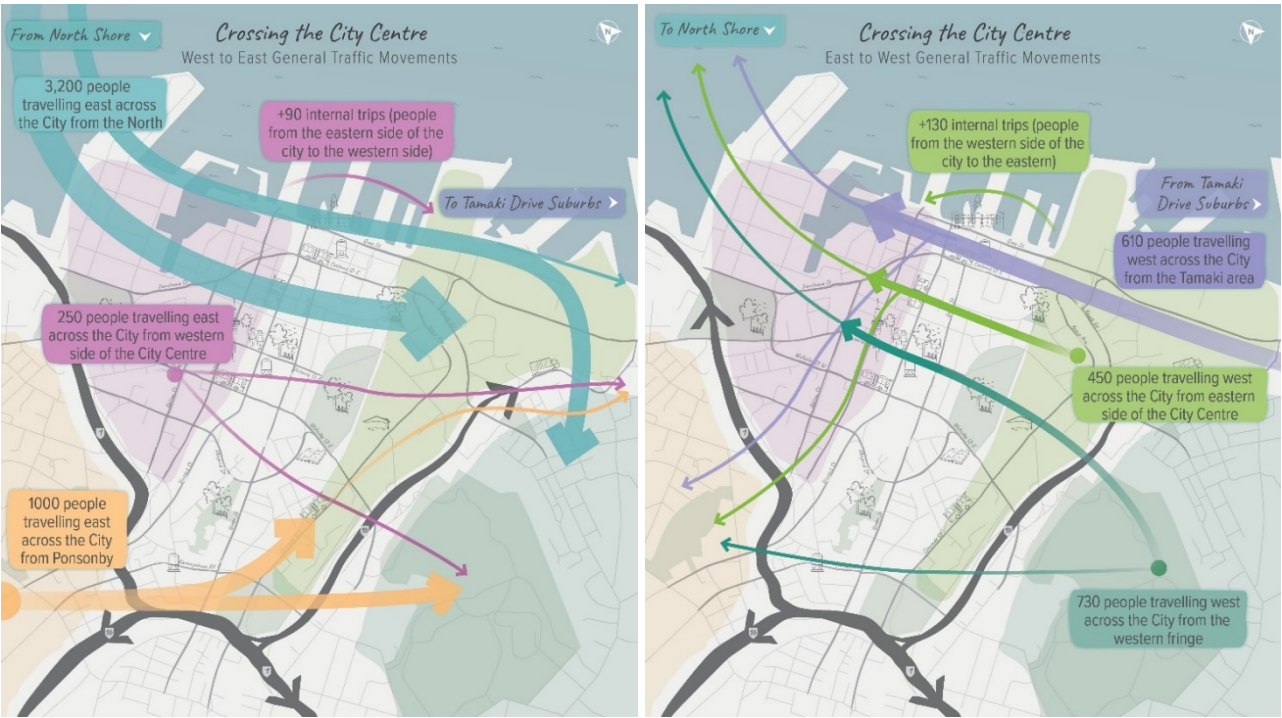 From North Shore
Crossing the City Centre
West to East General Traffic Movements
N
3,200 people
travelling east across
the City from the North
+90 internal trips (people
from the eastern side of the
city to the western side)
To Tamaki Drive Suburbs
250 people travelling east
across the City from western
side of the City Centre
1000 people
travelling east
across the City
from Ponsonby
To North Shore
Crossing the City Centre
East to West General Traffic Movements
N
+130 internal trips (people
from the western side of the
city to the eastern)
From Tamaki
Drive Suburbs
610 people travelling
west across the City
from the Tamaki area
450 people travelling west
across the City from eastern
side of the City Centre
730 people travelling west
across the City from the
western fringe